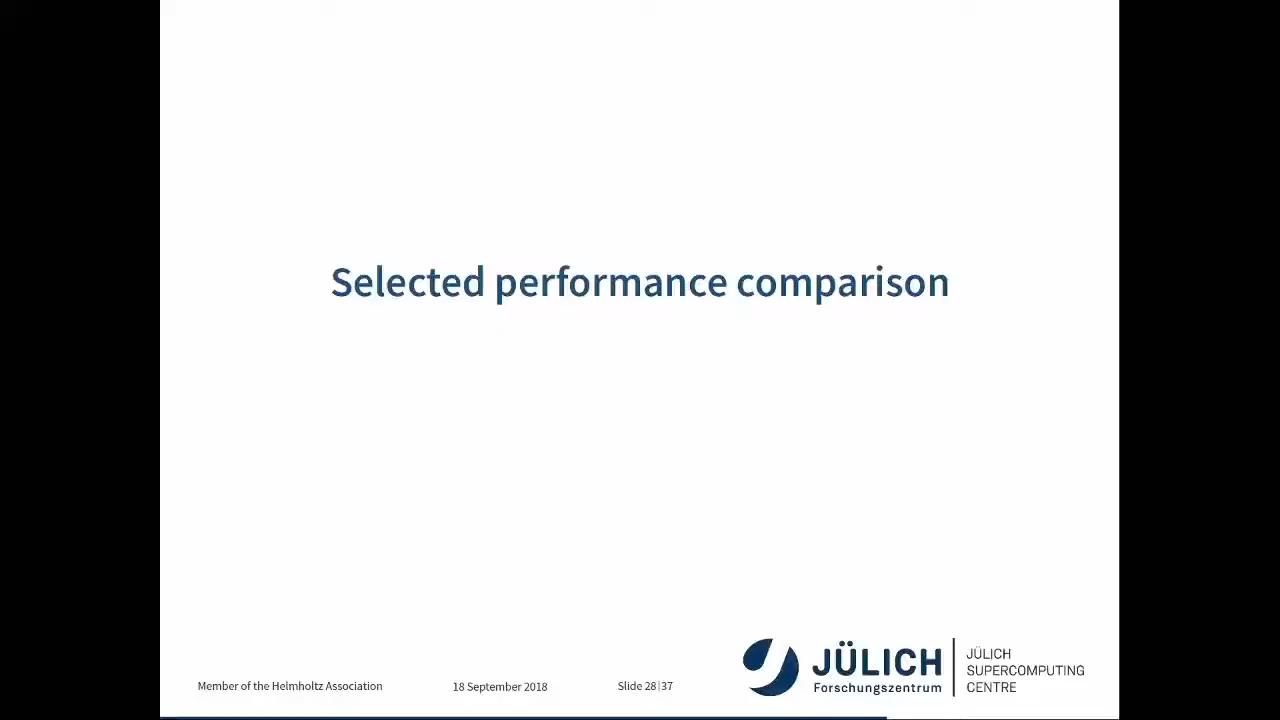 Selected performance comparison
Member of the Helmholtz Association
18 September 2018
Slide 28|37
JÜLICH
Forschungszentrum
JÜLICH
SUPERCOMPUTING
CENTRE